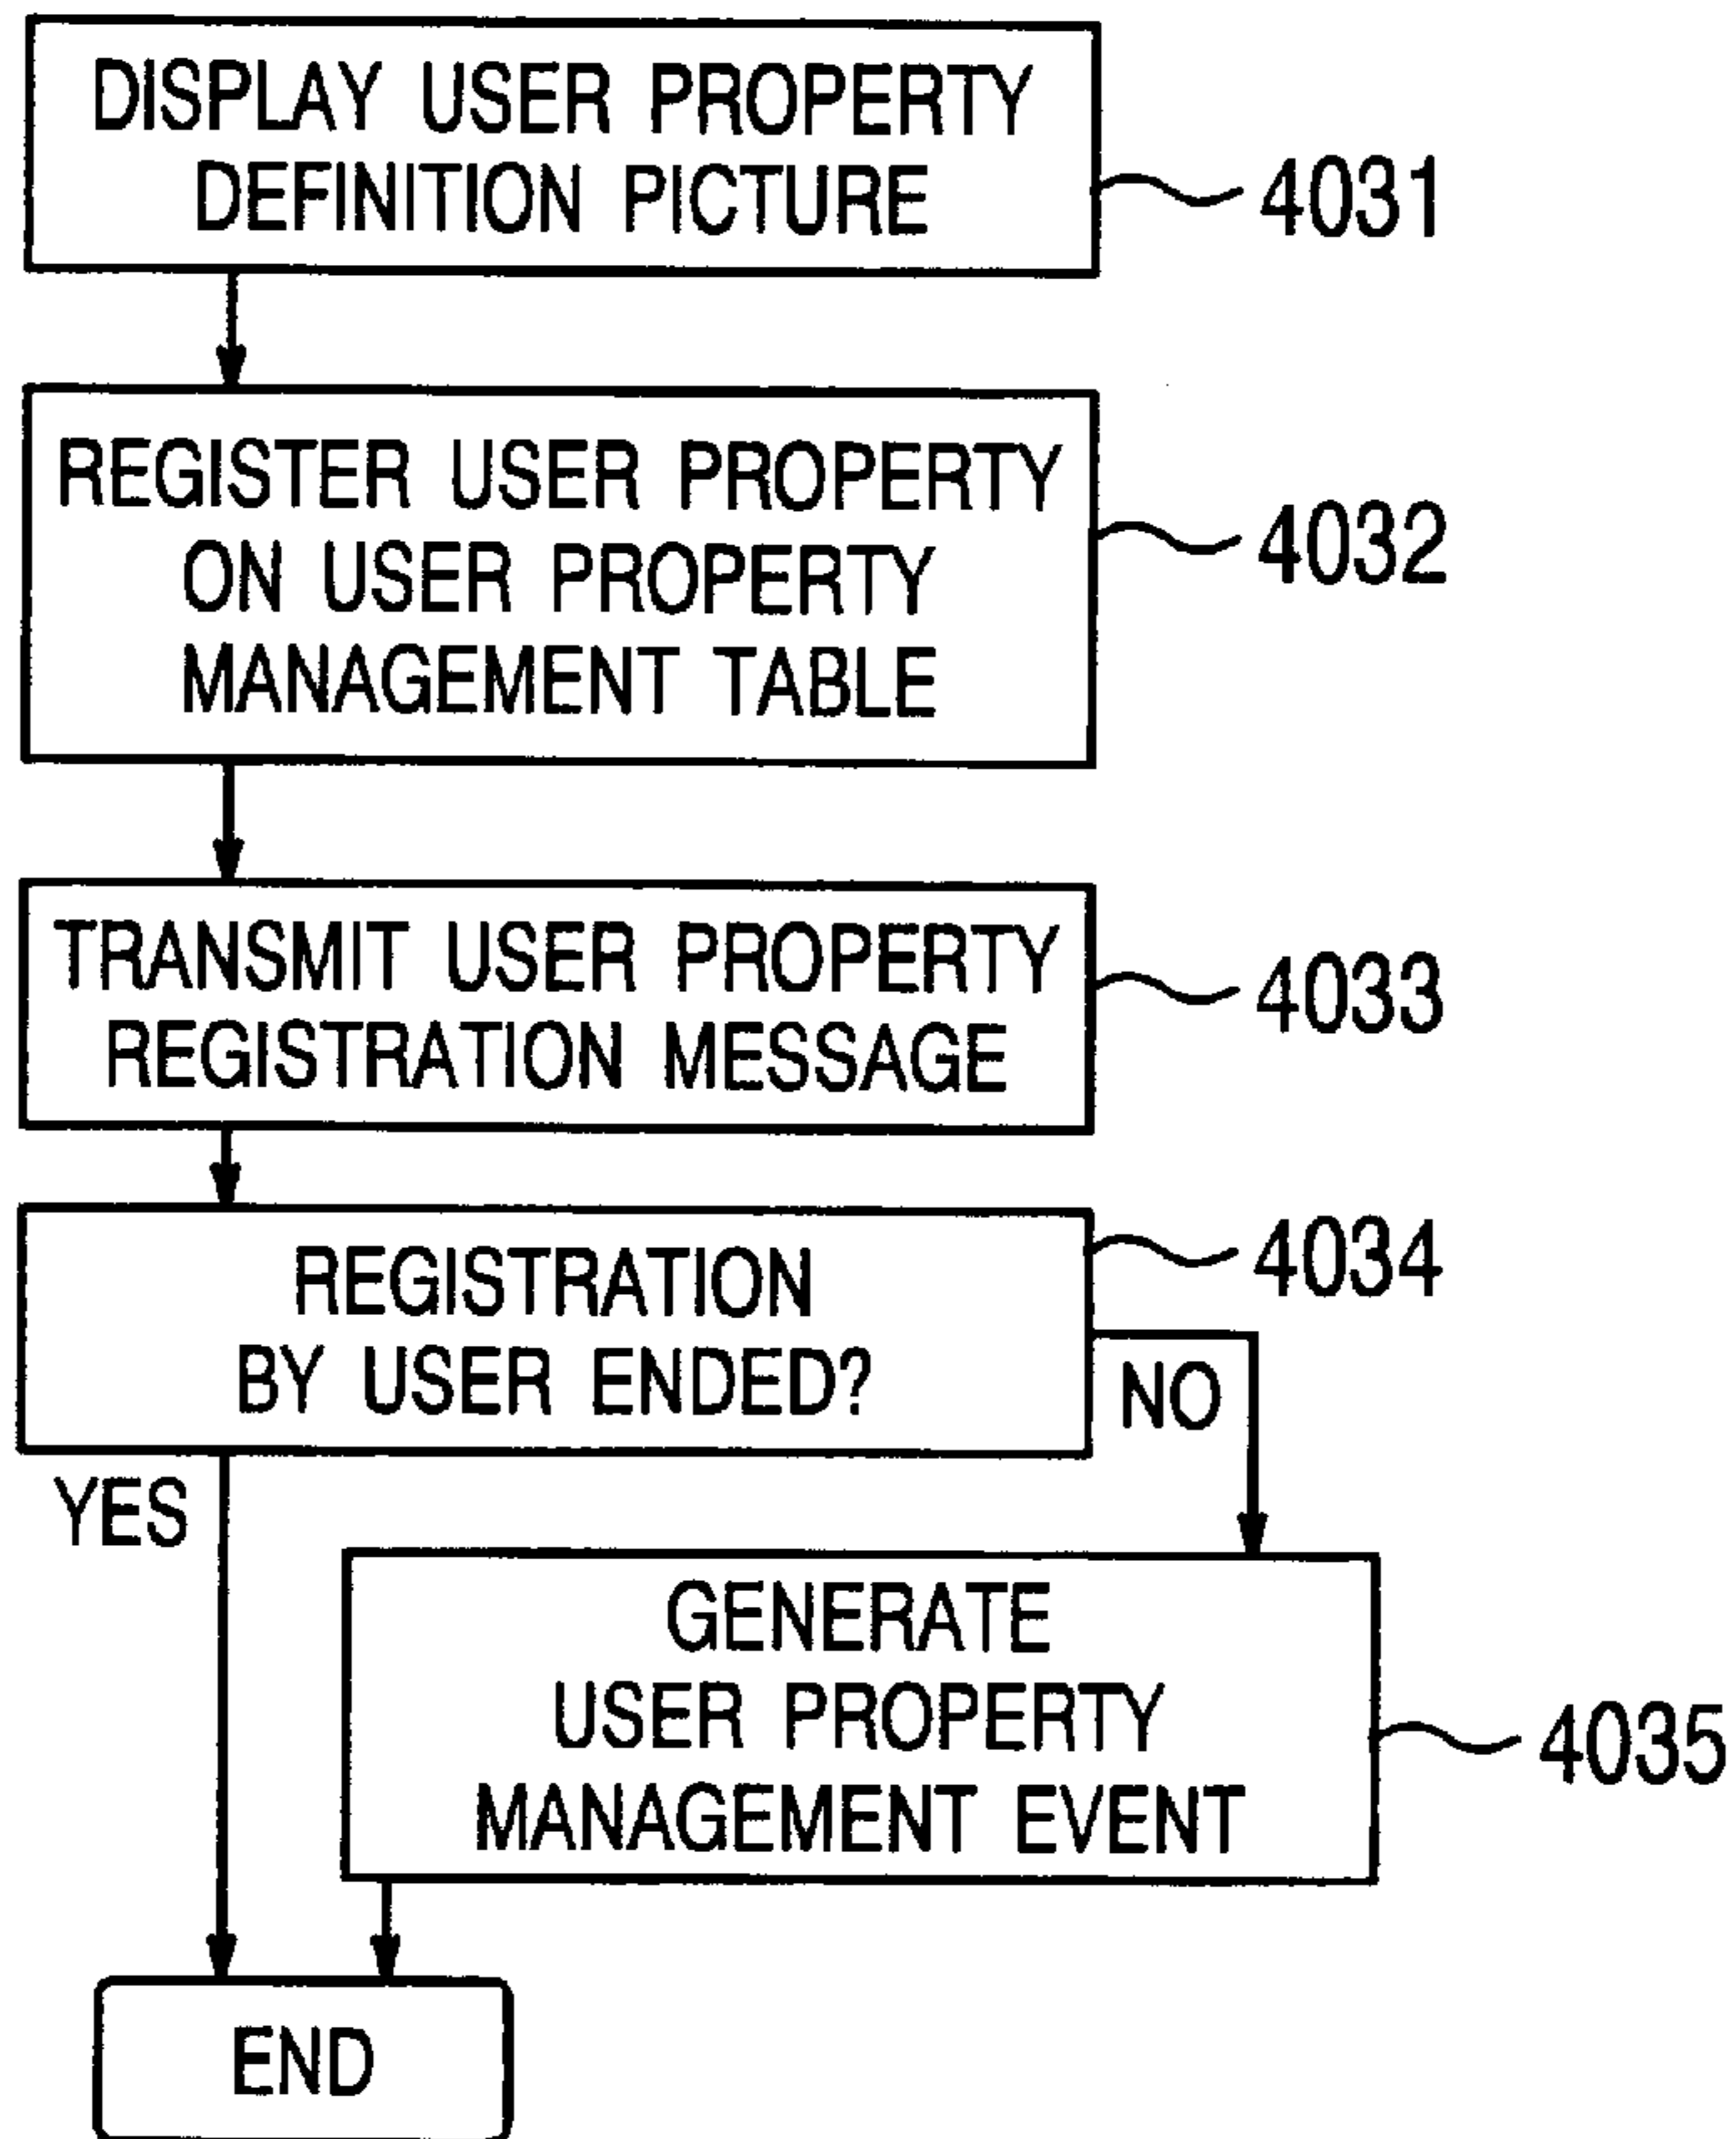 DISPLAY USER PROPERTY
DEFINITION PICTURE
4031
REGISTER USER PROPERTY
ON USER PROPERTY
MANAGEMENT TABLE
4032
TRANSMIT USER PROPERTY
REGISTRATION MESSAGE
4033
REGISTRATION
BY USER ENDED?
4034
NO
YES
GENERATE
USER PROPERTY
MANAGEMENT EVENT
4035
END